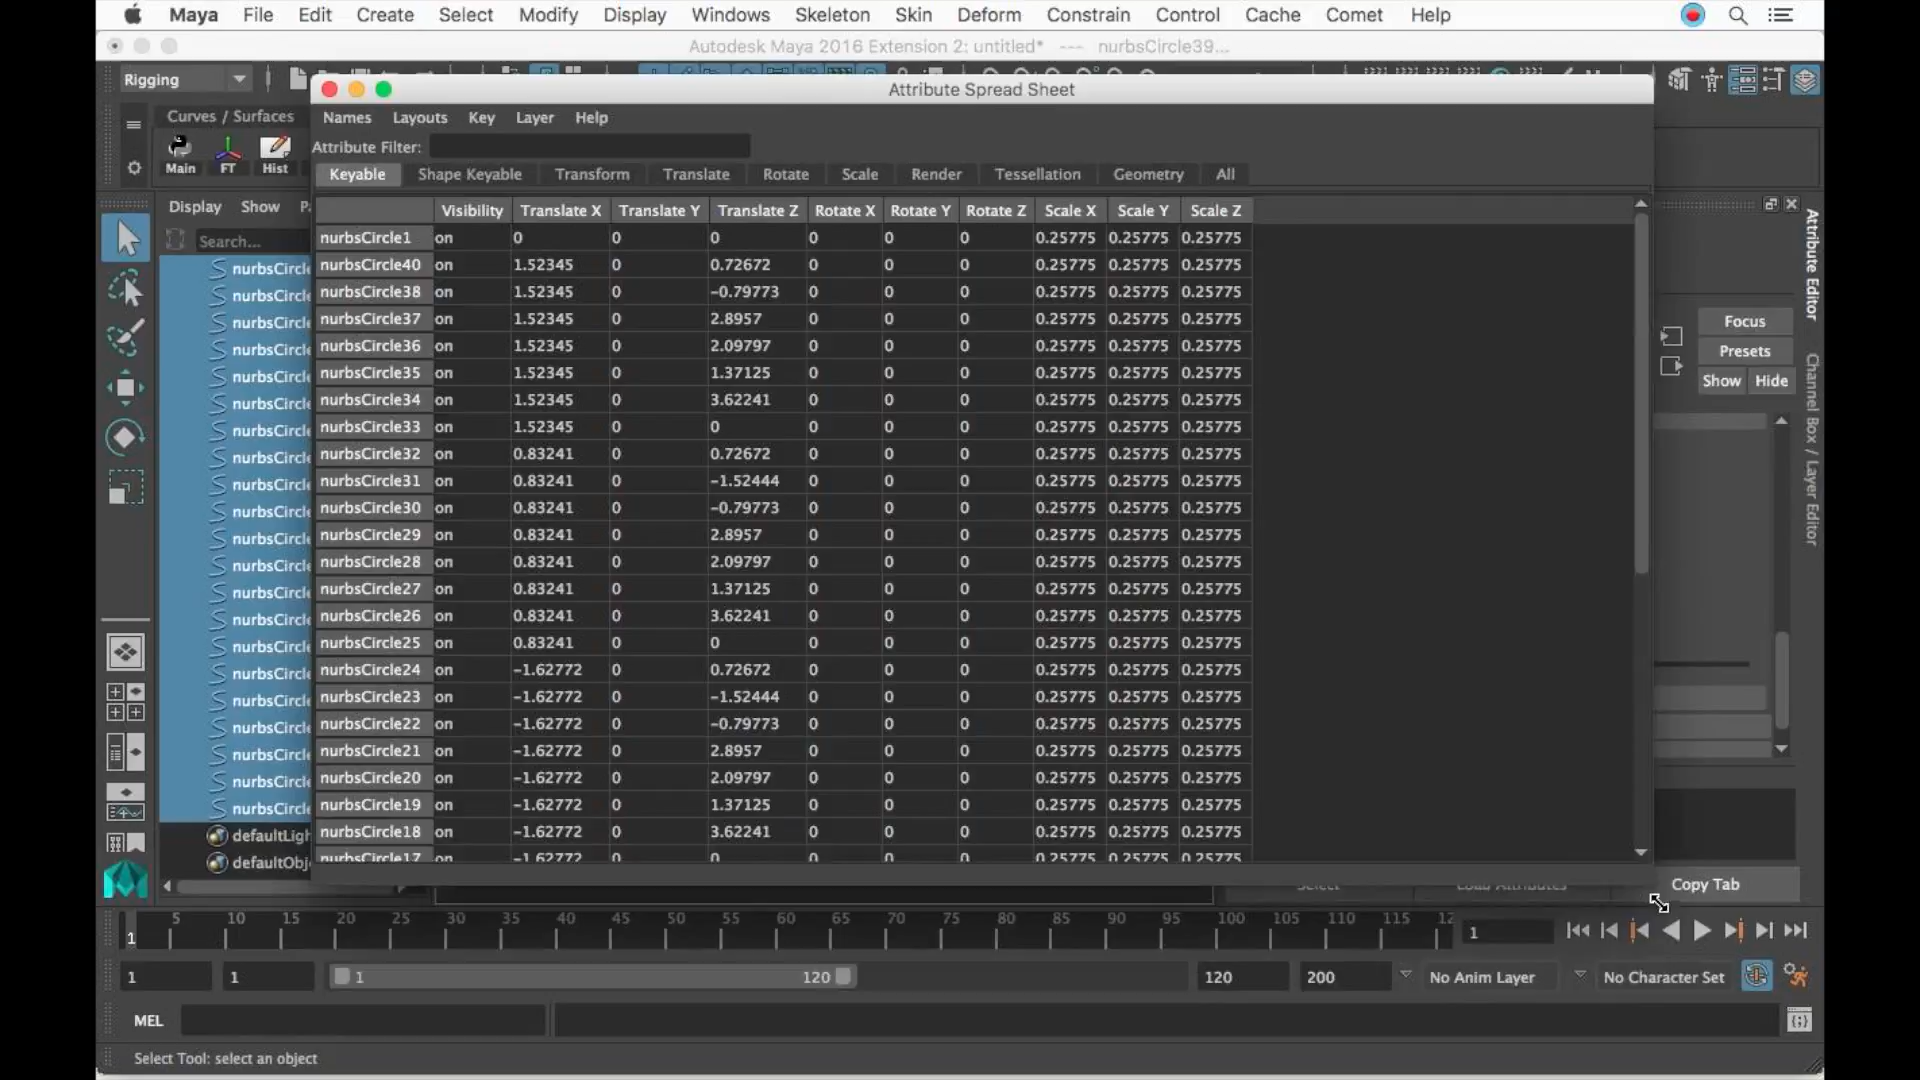 Maya File Edit Create Select Modify Display Windows Skeleton Skin Deform Constrain Control Cache Comet Help
Autodesk Maya 2016 Extension 2: untitled* --- nurbsCircle39...
Rigging
Attribute Spread Sheet
Names Layouts Key Layer Help
Curves / Surfaces
Main FT Hist
Attribute Filter:
Keyable Shape Keyable Transform Translate Rotate Scale Render Tessellation Geometry All
Display Show
Search...
Visibility Translate X Translate Y Translate Z Rotate X Rotate Y Rotate Z Scale X Scale Y Scale Z
nurbsCircle1 on 0 0 0 0 0 0 0.25775 0.25775 0.25775
nurbsCircle40 on 1.52345 0 0.72672 0 0 0 0.25775 0.25775 0.25775
nurbsCircle38 on 1.52345 0 −0.79773 0 0 0 0.25775 0.25775 0.25775
nurbsCircle37 on 1.52345 0 2.8957 0 0 0 0.25775 0.25775 0.25775
nurbsCircle36 on 1.52345 0 2.09797 0 0 0 0.25775 0.25775 0.25775
nurbsCircle35 on 1.52345 0 1.37125 0 0 0 0.25775 0.25775 0.25775
nurbsCircle34 on 1.52345 0 3.62241 0 0 0 0.25775 0.25775 0.25775
nurbsCircle33 on 1.52345 0 0 0 0 0 0.25775 0.25775 0.25775
nurbsCircle32 on 0.83241 0 0.72672 0 0 0 0.25775 0.25775 0.25775
nurbsCircle31 on 0.83241 0 −1.52444 0 0 0 0.25775 0.25775 0.25775
nurbsCircle30 on 0.83241 0 −0.79773 0 0 0 0.25775 0.25775 0.25775
nurbsCircle29 on 0.83241 0 2.8957 0 0 0 0.25775 0.25775 0.25775
nurbsCircle28 on 0.83241 0 2.09797 0 0 0 0.25775 0.25775 0.25775
nurbsCircle27 on 0.83241 0 1.37125 0 0 0 0.25775 0.25775 0.25775
nurbsCircle26 on 0.83241 0 3.62241 0 0 0 0.25775 0.25775 0.25775
nurbsCircle25 on 0.83241 0 0 0 0 0 0.25775 0.25775 0.25775
nurbsCircle24 on −1.62772 0 0.72672 0 0 0 0.25775 0.25775 0.25775
nurbsCircle23 on −1.62772 0 −1.52444 0 0 0 0.25775 0.25775 0.25775
nurbsCircle22 on −1.62772 0 −0.79773 0 0 0 0.25775 0.25775 0.25775
nurbsCircle21 on −1.62772 0 2.8957 0 0 0 0.25775 0.25775 0.25775
nurbsCircle20 on −1.62772 0 2.09797 0 0 0 0.25775 0.25775 0.25775
nurbsCircle19 on −1.62772 0 1.37125 0 0 0 0.25775 0.25775 0.25775
nurbsCircle18 on −1.62772 0 3.62241 0 0 0 0.25775 0.25775 0.25775
nurbsCircle17 on −1.62772 0 0 0 0 0 0.25775 0.25775 0.25775
Attribute Editor
Channel Box / Layer Editor
Focus
Presets
Show Hide
Select Load Attributes Copy Tab
5 10 15 20 25 30 35 40 45 50 55 60 65 70 75 80 85 90 95 100 105 110 115 12
1 1
1 1 1 120 120 200 No Anim Layer No Character Set
MEL
Select Tool: select an object